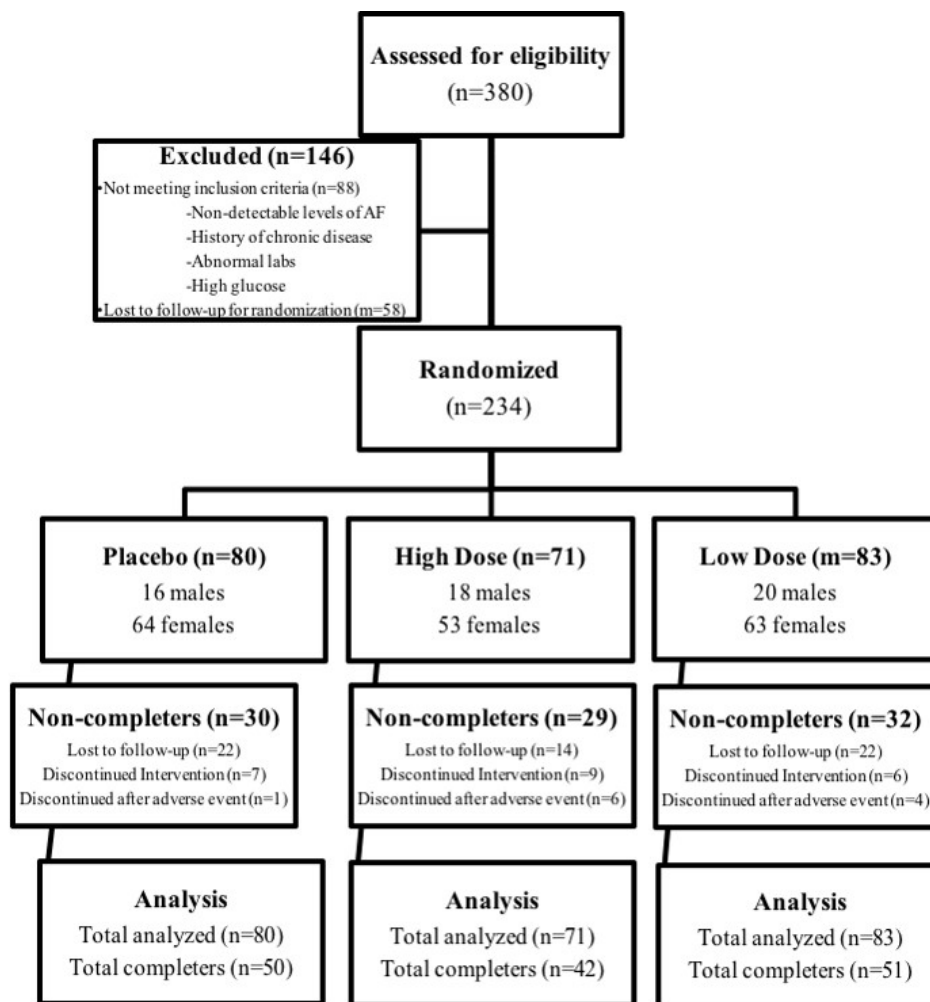 Assessed for eligibility
(n=380)
Excluded (n=146)
•Not meeting inclusion criteria (n=88)
-Non-detectable levels of AF
-History of chronic disease
-Abnormal labs
-High glucose
•Lost to follow-up for randomization (m=58)
Randomized
(n=234)
Placebo (n=80)
16 males
64 females
High Dose (n=71)
18 males
53 females
Low Dose (m=83)
20 males
63 females
Non-completers (n=30)
Lost to follow-up (n=22)
Discontinued Intervention (n=7)
Discontinued after adverse event (n=1)
Non-completers (n=29)
Lost to follow-up (n=14)
Discontinued Intervention (n=9)
Discontinued after adverse event (n=6)
Non-completers (n=32)
Lost to follow-up (n=22)
Discontinued Intervention (n=6)
Discontinued after adverse event (n=4)
Analysis
Total analyzed (n=80)
Total completers (n=50)
Analysis
Total analyzed (n=71)
Total completers (n=42)
Analysis
Total analyzed (n=83)
Total completers (n=51)